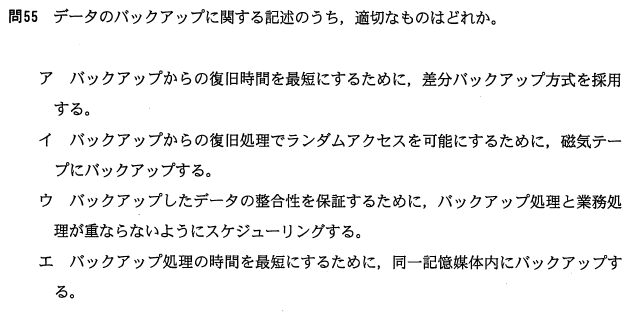 問55 データのバックアップに関する記述のうち，適切なものはどれか。
ア バックアップからの復旧時間を最短にするために，差分バックアップ方式を採用
する。
イ バックアップからの復旧処理でランダムアクセスを可能にするために，磁気テー
プにバックアップする。
ウ バックアップしたデータの整合性を保証するために，バックアップ処理と業務処
理が重ならないようにスケジューリングする。
エ バックアップ処理の時間を最短にするために，同一記憶媒体内にバックアップす
る。